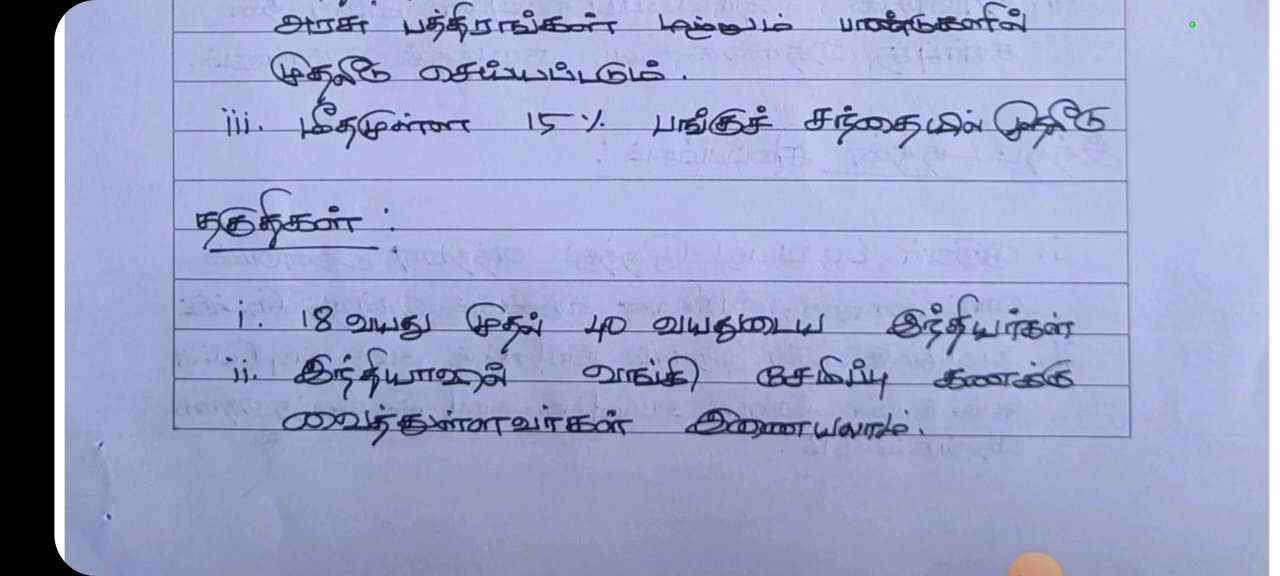 அரசு பத்திரங்கள் மற்றும் பாண்டுகளில்
முதலீடு செய்யப்படும்.
iii. மீதமுள்ள 15% பங்குச் சந்தையில் முதலீடு
தகுதிகள் :
i. 18 வயது முதல் 40 வயதுடைய இந்தியர்கள்
ii. இந்தியாவில் வங்கி சேமிப்பு கணக்கு
வைத்துள்ளவர்கள் இணையலாம்.